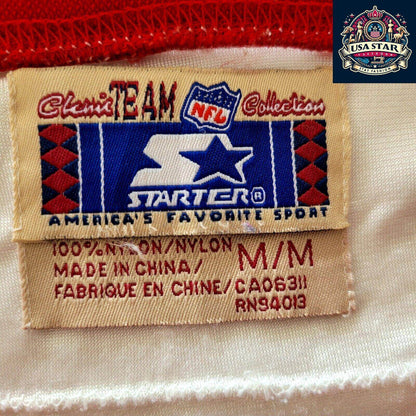 USA STAR
Classic TEAM Collection
NFL
STARTER®
AMERICA'S FAVORITE SPORT
100% NYLON/NYLON
M/M
MADE IN CHINA/
FABRIQUE EN CHINE/CA06311
RN94013